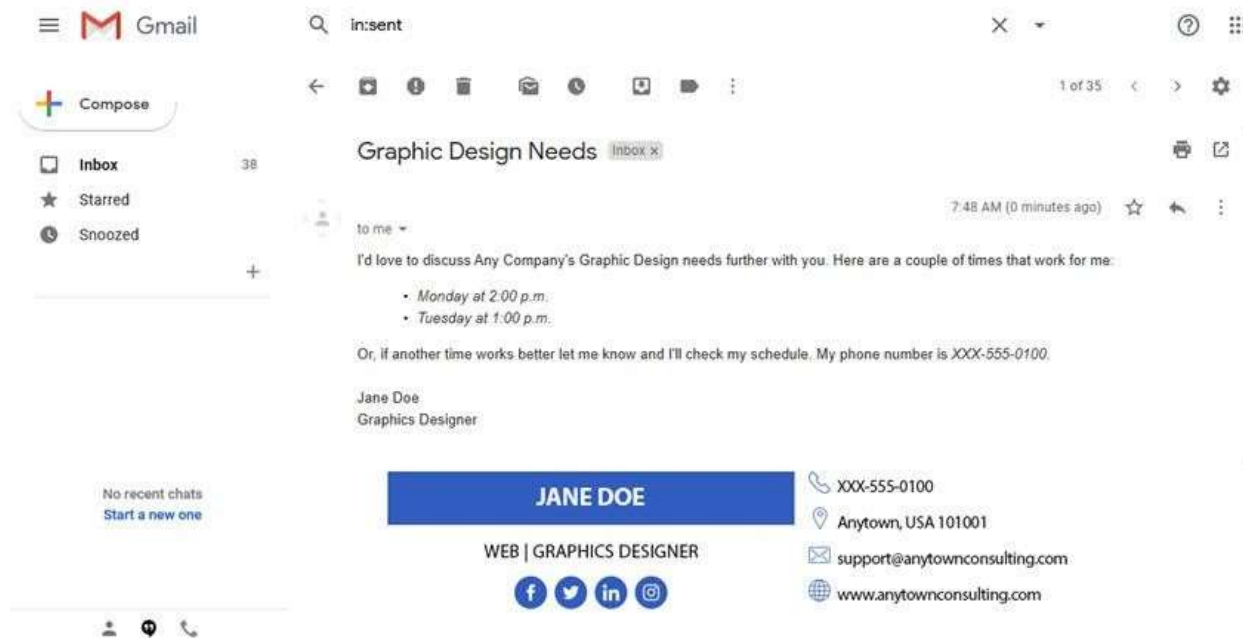 Gmail
in:sent
Compose
1 of 35
Inbox 38
Starred
Snoozed
Graphic Design Needs Inbox x
7:48 AM (0 minutes ago)
to me
I'd love to discuss Any Company's Graphic Design needs further with you. Here are a couple of times that work for me:
• Monday at 2:00 p.m.
• Tuesday at 1:00 p.m.
Or, if another time works better let me know and I'll check my schedule. My phone number is XXX-555-0100.
Jane Doe
Graphics Designer
No recent chats
Start a new one
JANE DOE
WEB | GRAPHICS DESIGNER
XXX-555-0100
Anytown, USA 101001
support@anytownconsulting.com
www.anytownconsulting.com